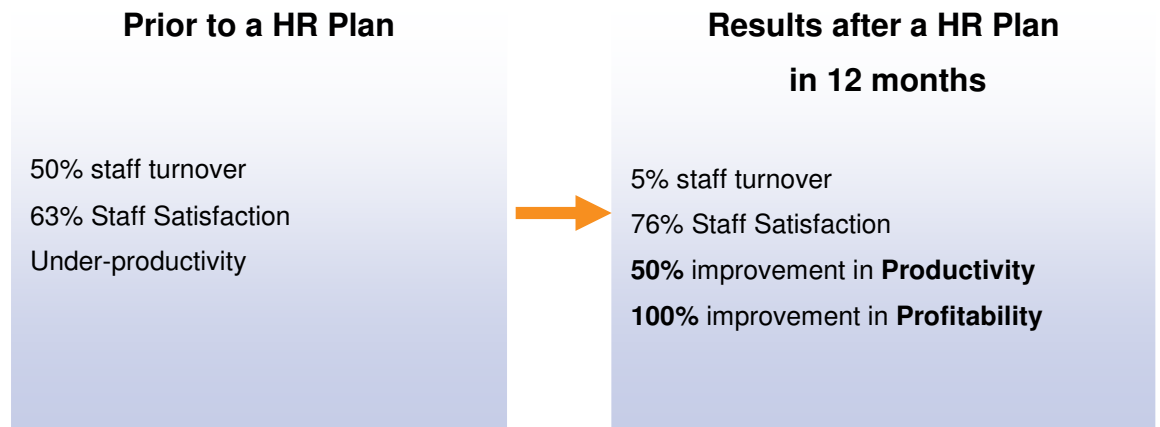 Prior to a HR Plan
50% staff turnover
63% Staff Satisfaction
Under-productivity
Results after a HR Plan
in 12 months
5% staff turnover
76% Staff Satisfaction
50% improvement in Productivity
100% improvement in Profitability